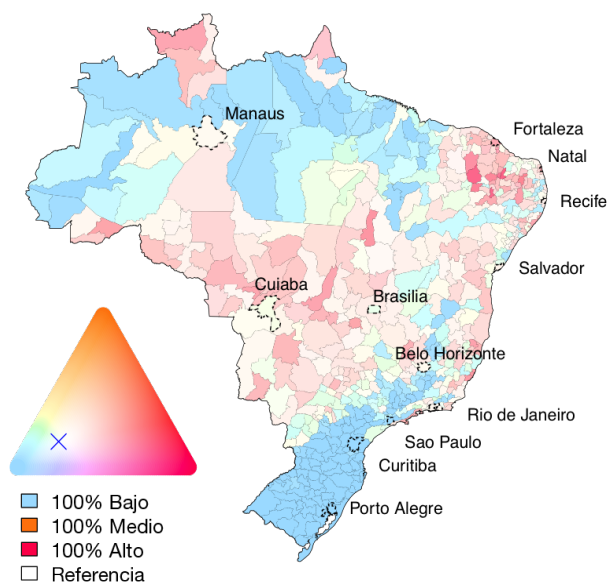 Manaus
Fortaleza
Natal
Recife
Salvador
Cuiaba
Brasilia
Belo Horizonte
Rio de Janeiro
Sao Paulo
Curitiba
Porto Alegre
100% Bajo
100% Medio
100% Alto
Referencia